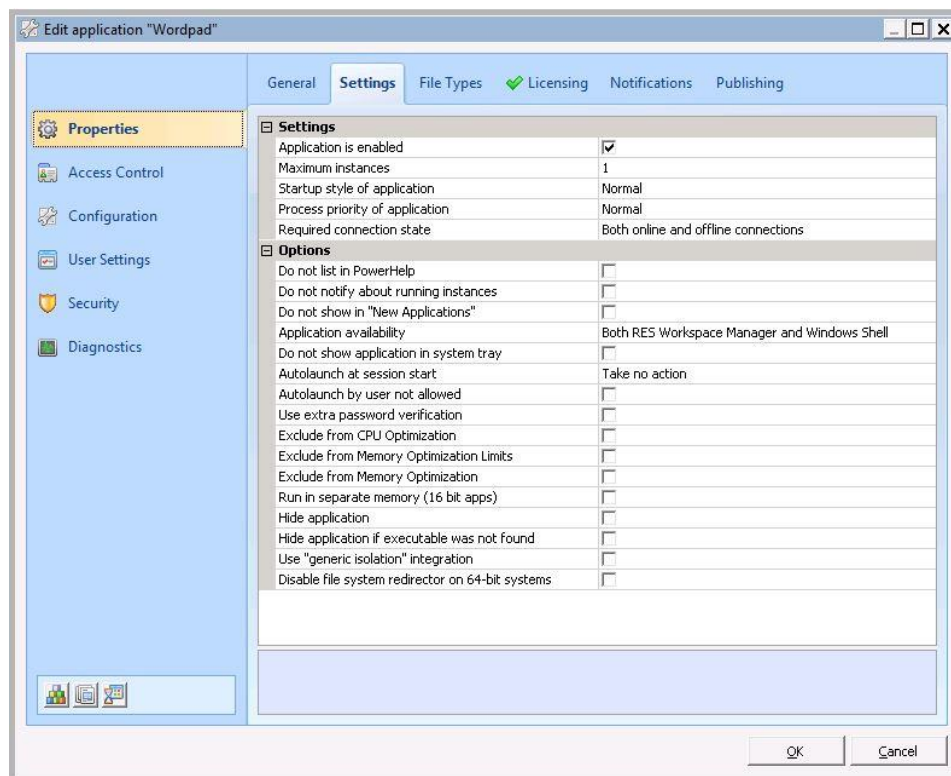 Edit application "Wordpad"
General Settings File Types Licensing Notifications Publishing
Properties
Access Control
Configuration
User Settings
Security
Diagnostics
Settings
Application is enabled
Maximum instances 1
Startup style of application Normal
Process priority of application Normal
Required connection state Both online and offline connections
Options
Do not list in PowerHelp
Do not notify about running instances
Do not show in "New Applications"
Application availability Both RES Workspace Manager and Windows Shell
Do not show application in system tray
Autolaunch at session start Take no action
Autolaunch by user not allowed
Use extra password verification
Exclude from CPU Optimization
Exclude from Memory Optimization Limits
Exclude from Memory Optimization
Run in separate memory (16 bit apps)
Hide application
Hide application if executable was not found
Use "generic isolation" integration
Disable file system redirector on 64-bit systems
OK Cancel